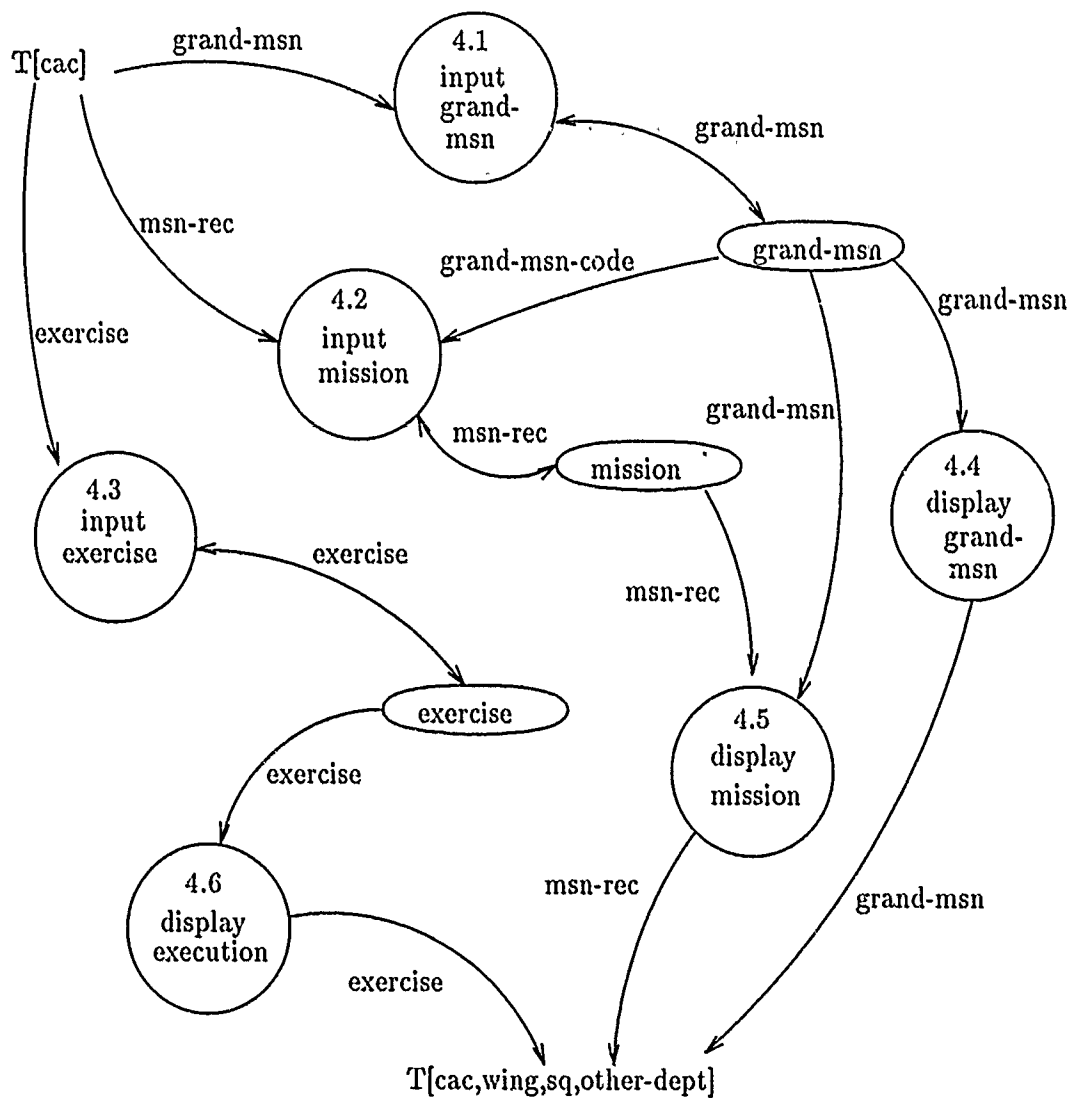 T[cac]
grand-msn
4.1
input
grand-
msn
grand-msn
msn-rec
grand-msn-code
grand-msn
grand-msn
exercise
4.2
input
mission
grand-msn
msn-rec
mission
4.3
input
exercise
4.4
display
grand-
msn
exercise
msn-rec
exercise
4.5
display
mission
exercise
4.6
display
execution
msn-rec
grand-msn
exercise
T[cac,wing,sq,other-dept]